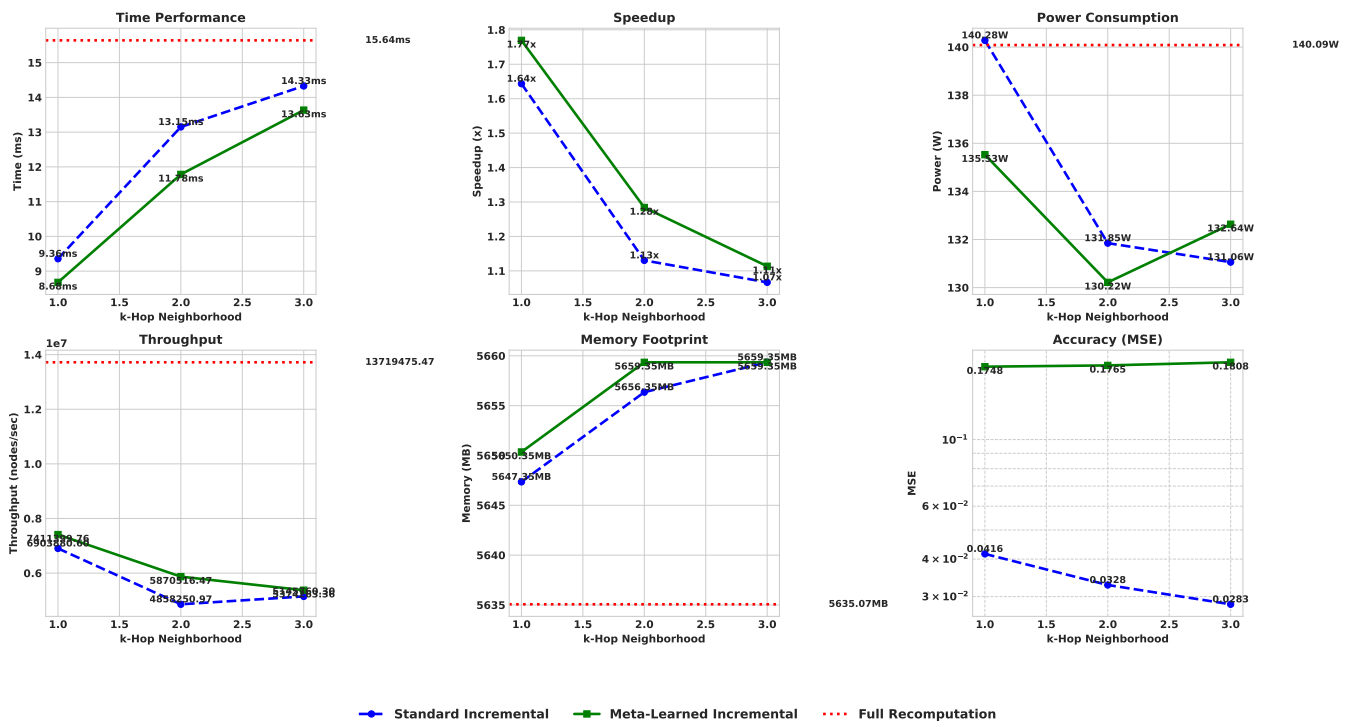 Time Performance
15.64ms
14.33ms
13.15ms
13.63ms
11.78ms
9.36ms
8.68ms
15
14
13
12
11
10
9
Time (ms)
1.0 1.5 2.0 2.5 3.0
k-Hop Neighborhood
Speedup
1.8
1.7
1.6
1.5
1.4
1.3
1.2
1.1
Speedup (x)
1.77x
1.64x
1.28x
1.13x
1.11x
1.07x
1.0 1.5 2.0 2.5 3.0
k-Hop Neighborhood
Power Consumption
140.28W
140.09W
135.53W
131.85W
130.22W
132.64W
131.06W
140
138
136
134
132
130
Power (W)
1.0 1.5 2.0 2.5 3.0
k-Hop Neighborhood
Throughput
1e7
1.4
1.2
1.0
0.8
0.6
Throughput (nodes/sec)
13719475.47
5870516.47
4838250.97
1.0 1.5 2.0 2.5 3.0
k-Hop Neighborhood
Memory Footprint
5660
5655
5650
5645
5640
5635
Memory (MB)
5659.35MB
5659.35MB
5659.35MB
5656.35MB
5650.35MB
5647.35MB
5635.07MB
1.0 1.5 2.0 2.5 3.0
k-Hop Neighborhood
Accuracy (MSE)
0.1748
0.1765
0.1808
0.0416
0.0328
0.0283
10⁻¹
6 × 10⁻²
4 × 10⁻²
3 × 10⁻²
MSE
1.0 1.5 2.0 2.5 3.0
k-Hop Neighborhood
Standard Incremental Meta-Learned Incremental Full Recomputation